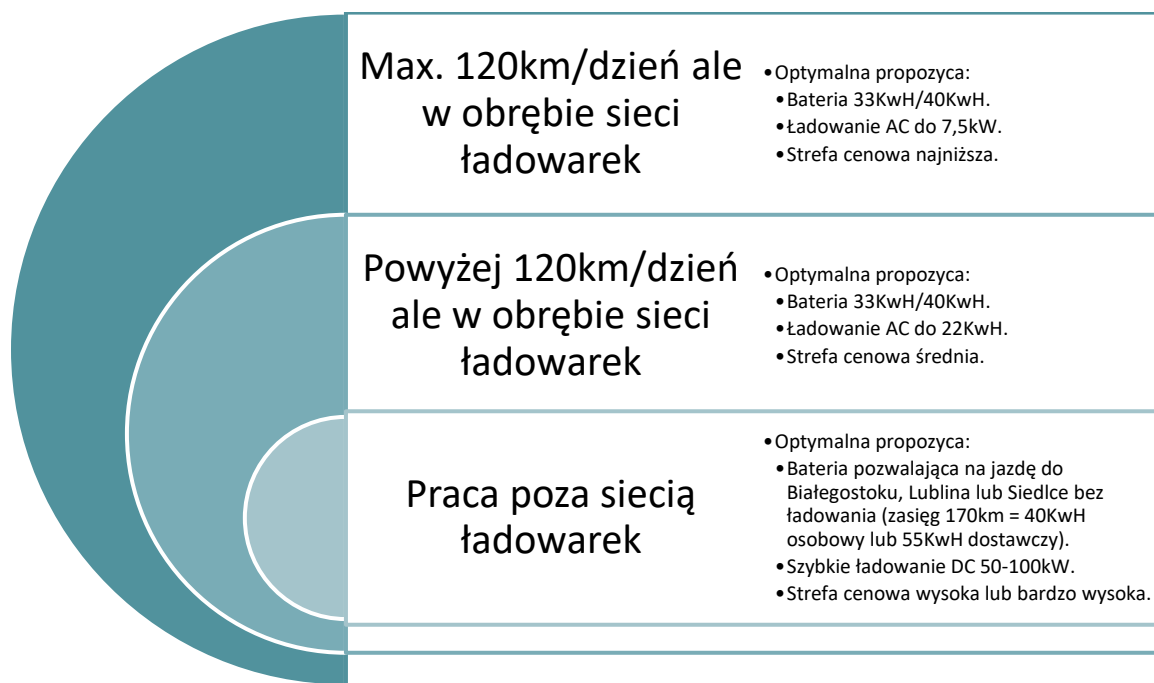 Max. 120km/dzień ale
w obrębie sieci
ładowarek
•Optymalna propozyca:
•Bateria 33KwH/40KwH.
•Ładowanie AC do 7,5kW.
•Strefa cenowa najniższa.
Powyżej 120km/dzień
ale w obrębie sieci
ładowarek
•Optymalna propozyca:
•Bateria 33KwH/40KwH.
•Ładowanie AC do 22KwH.
•Strefa cenowa średnia.
Praca poza siecią
ładowarek
•Optymalna propozyca:
•Bateria pozwalająca na jazdę do
Białegostoku, Lublina lub Siedlce bez
ładowania (zasięg 170km = 40KwH
osobowy lub 55KwH dostawczy).
•Szybkie ładowanie DC 50-100kW.
•Strefa cenowa wysoka lub bardzo wysoka.